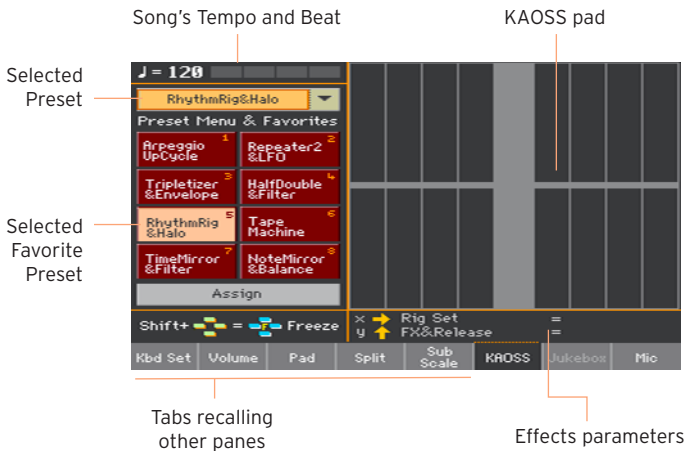 Song's Tempo and Beat
KAOSS pad
Selected
Preset
♩= 120
RhythmRig&Halo
Preset Menu & Favorites
Arpeggio
UpCycle
1
Repeater2
&LFO
2
Tripletizer
&Envelope
3
HalfDouble
&Filter
4
Selected
Favorite
Preset
RhythmRig
&Halo
5
Tape
Machine
6
TimeMirror
&Filter
7
NoteMirror
&Balance
8
Assign
Shift+ = F Freeze
x Rig Set =
y FX&Release =
Kbd Set Volume Pad Split Sub Scale KAOSS Jukebox Mic
Tabs recalling
other panes
Effects parameters